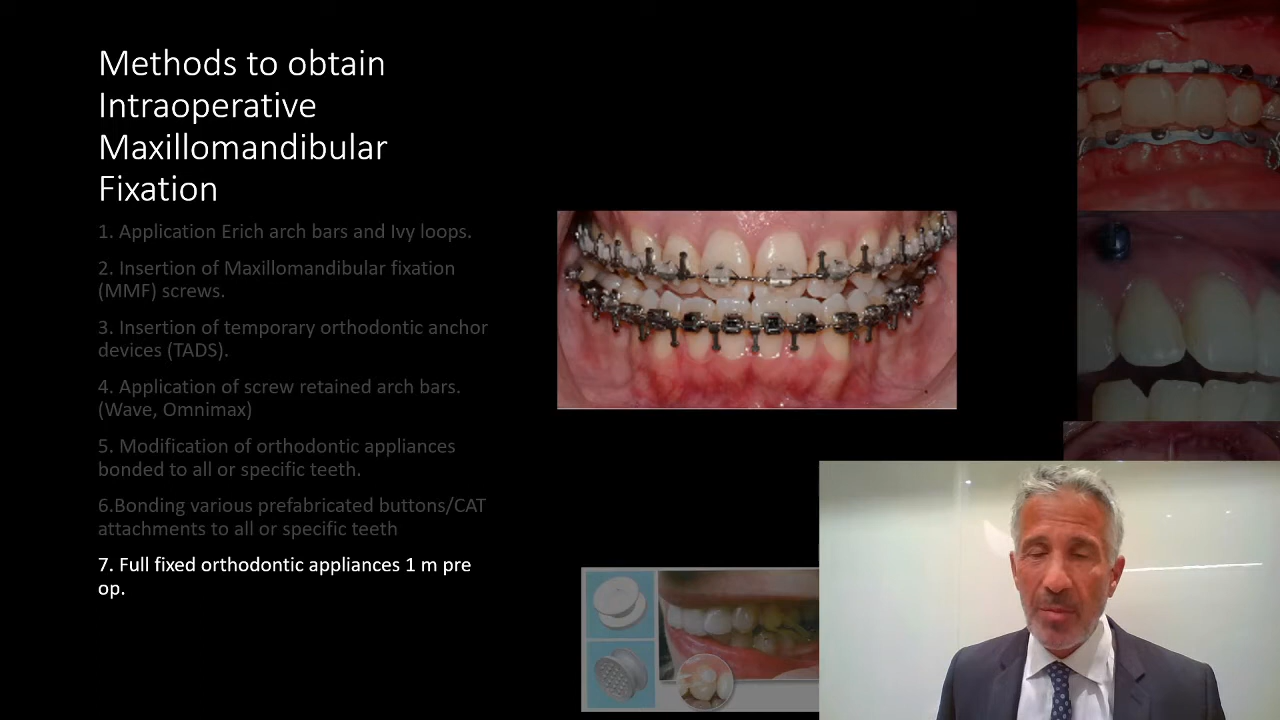 Methods to obtain
Intraoperative
Maxillomandibular
Fixation
1. Application Erich arch bars and Ivy loops.
2. Insertion of Maxillomandibular fixation
(MMF) screws.
3. Insertion of temporary orthodontic anchor
devices (TADS).
4. Application of screw retained arch bars.
(Wave, Omnimax)
5. Modification of orthodontic appliances
bonded to all or specific teeth.
6.Bonding various prefabricated buttons/CAT
attachments to all or specific teeth
7. Full fixed orthodontic appliances 1 m pre
op.